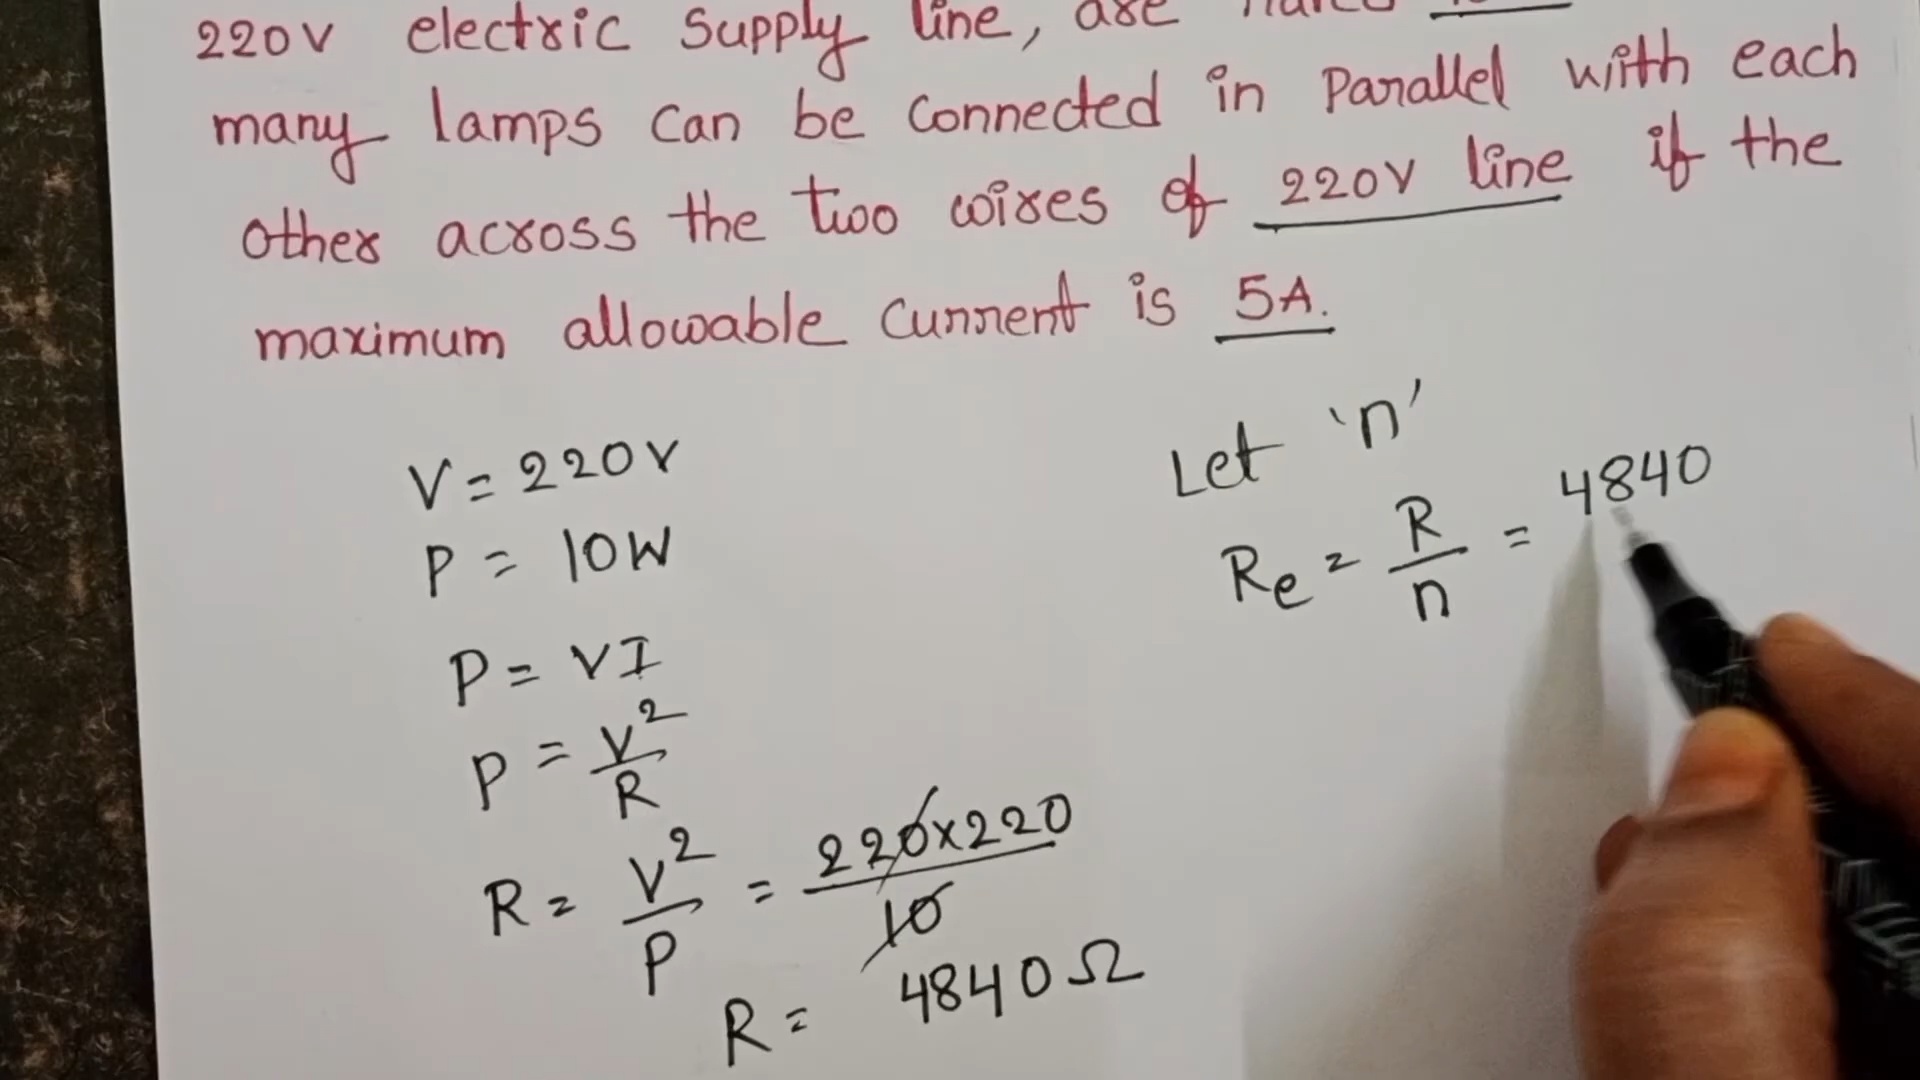 220V electric supply line, are
many lamps can be connected in Parallel with each
other across the two wires of 220V line if the
maximum allowable current is 5A.
V = 220V
P = 10W
P = VI
P = V²/R
R = V²/P = 220x220/10
R = 4840Ω
Let 'n'
Re = R/n = 4840